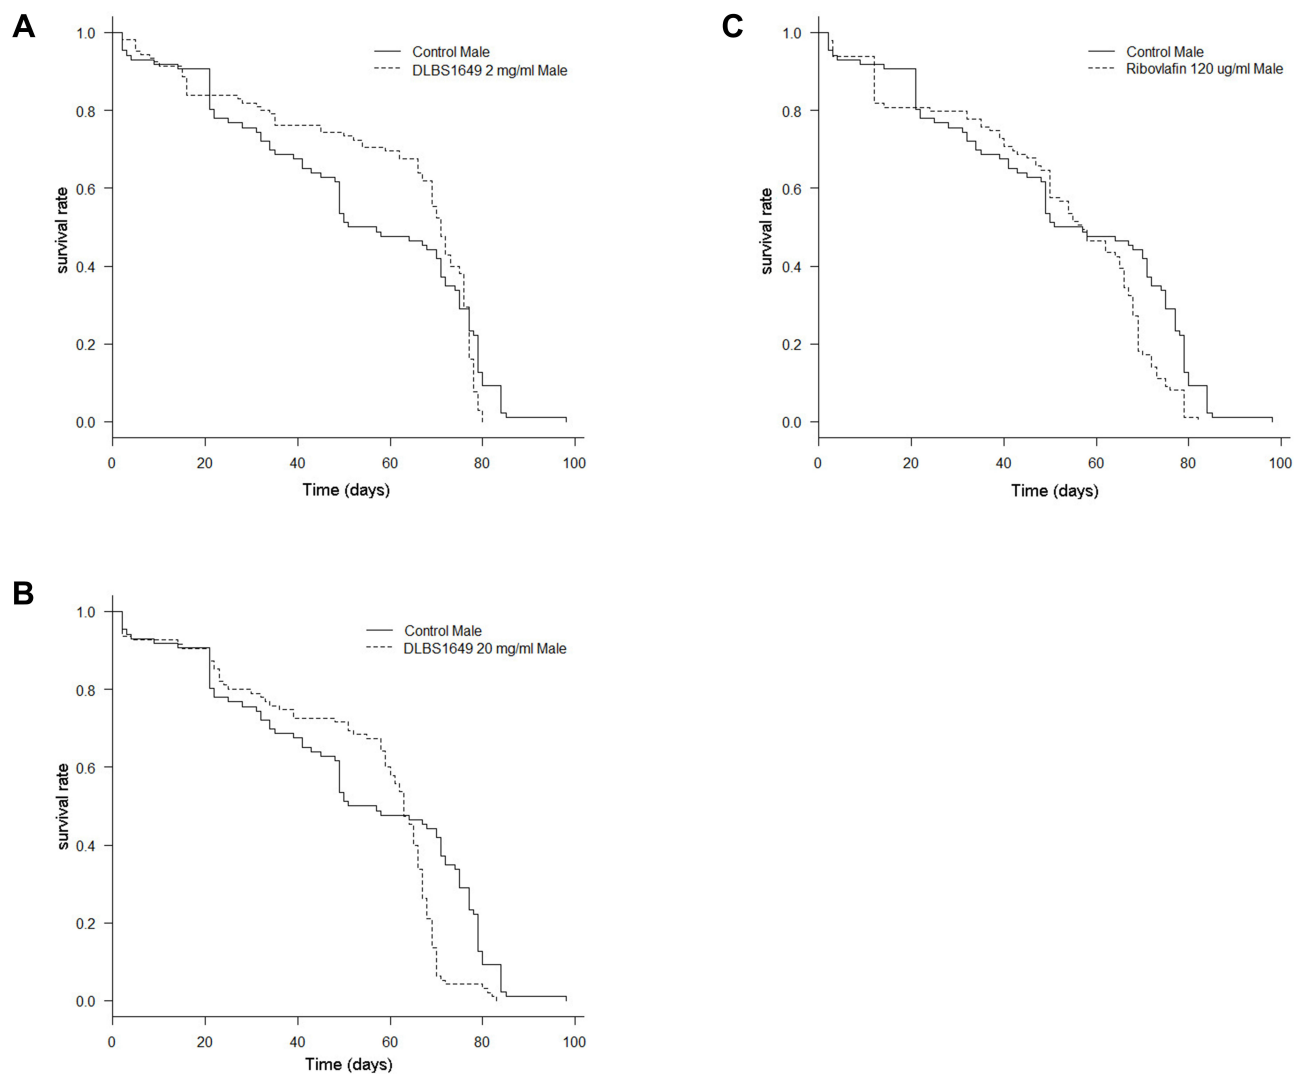 A
1.0
0.8
0.6
0.4
0.2
0.0
survival rate
Control Male
DLBS1649 2 mg/ml Male
0 20 40 60 80 100
Time (days)
C
1.0
0.8
0.6
0.4
0.2
0.0
survival rate
Control Male
Ribovlafin 120 ug/ml Male
0 20 40 60 80 100
Time (days)
B
1.0
0.8
0.6
0.4
0.2
0.0
survival rate
Control Male
DLBS1649 20 mg/ml Male
0 20 40 60 80 100
Time (days)